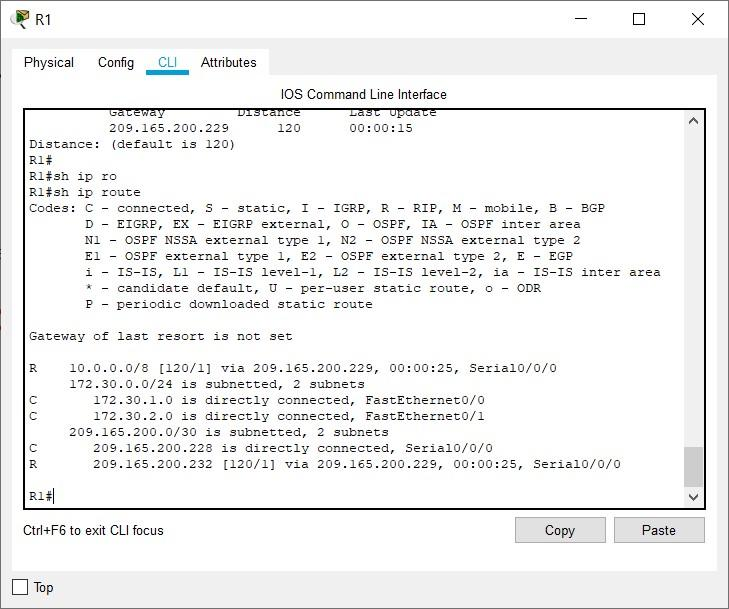 R1
Physical Config CLI Attributes
IOS Command Line Interface
Gateway Distance Last Update
209.165.200.229 120 00:00:15
Distance: (default is 120)
R1#
R1#sh ip ro
R1#sh ip route
Codes: C - connected, S - static, I - IGRP, R - RIP, M - mobile, B - BGP
D - EIGRP, EX - EIGRP external, O - OSPF, IA - OSPF inter area
N1 - OSPF NSSA external type 1, N2 - OSPF NSSA external type 2
E1 - OSPF external type 1, E2 - OSPF external type 2, E - EGP
i - IS-IS, L1 - IS-IS level-1, L2 - IS-IS level-2, ia - IS-IS inter area
* - candidate default, U - per-user static route, o - ODR
P - periodic downloaded static route
Gateway of last resort is not set
R 10.0.0.0/8 [120/1] via 209.165.200.229, 00:00:25, Serial0/0/0
172.30.0.0/24 is subnetted, 2 subnets
C 172.30.1.0 is directly connected, FastEthernet0/0
C 172.30.2.0 is directly connected, FastEthernet0/1
209.165.200.0/30 is subnetted, 2 subnets
C 209.165.200.228 is directly connected, Serial0/0/0
R 209.165.200.232 [120/1] via 209.165.200.229, 00:00:25, Serial0/0/0
R1#
Ctrl+F6 to exit CLI focus
Copy Paste
Top